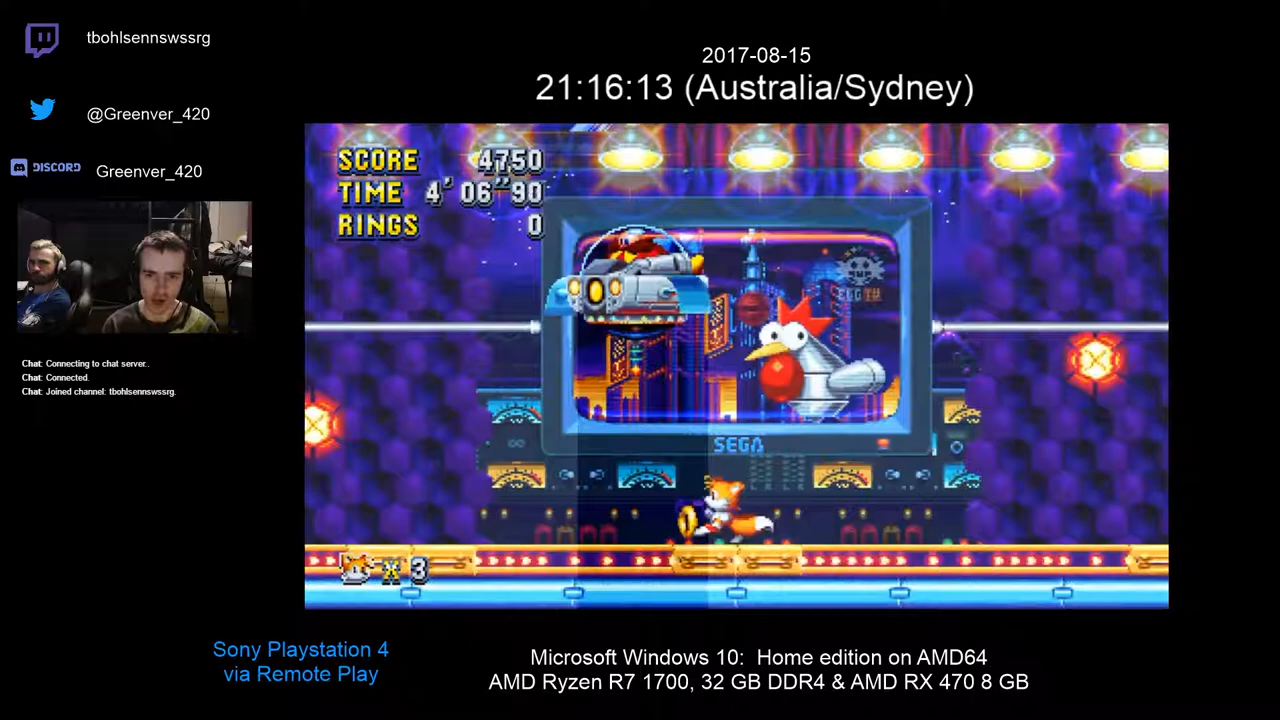 tbohlsennswssrg
@Greenver_420
DISCORD
Greenver_420
Chat: Connecting to chat server..
Chat: Connected.
Chat: Joined channel: tbohlsennswssrg.
2017-08-15
21:16:13 (Australia/Sydney)
SCORE 4750
TIME 4' 06"90
RINGS 0
SEGA
3
Sony Playstation 4
via Remote Play
Microsoft Windows 10: Home edition on AMD64
AMD Ryzen R7 1700, 32 GB DDR4 & AMD RX 470 8 GB